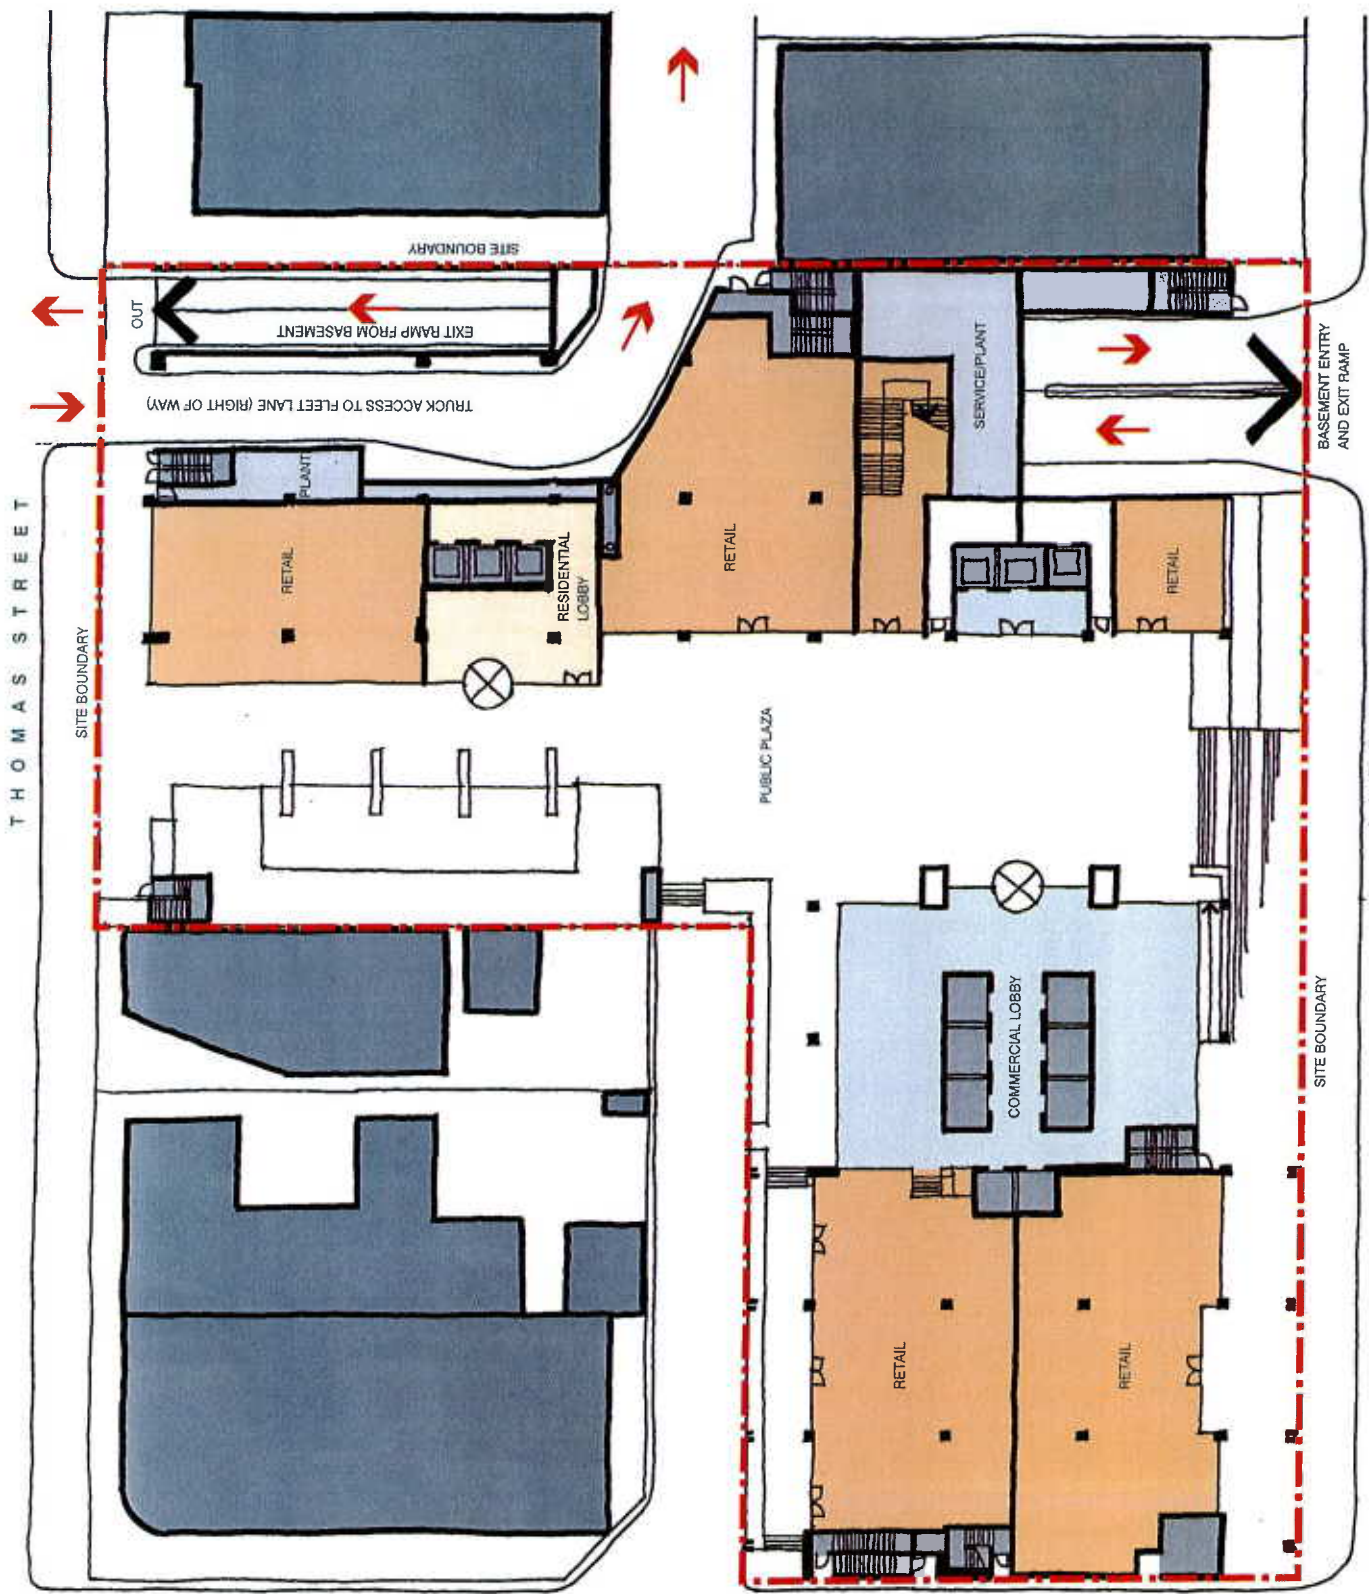 THOMAS STREET
SITE BOUNDARY
SITE BOUNDARY
OUT
EXIT RAMP FROM BASEMENT
TRUCK ACCESS TO FLEET LANE (RIGHT OF WAY)
PLANT
RETAIL
RESIDENTIAL
LOBBY
RETAIL
SERVICE/PLANT
RETAIL
BASEMENT ENTRY
AND EXIT RAMP
PUBLIC PLAZA
COMMERCIAL LOBBY
SITE BOUNDARY
RETAIL
RETAIL